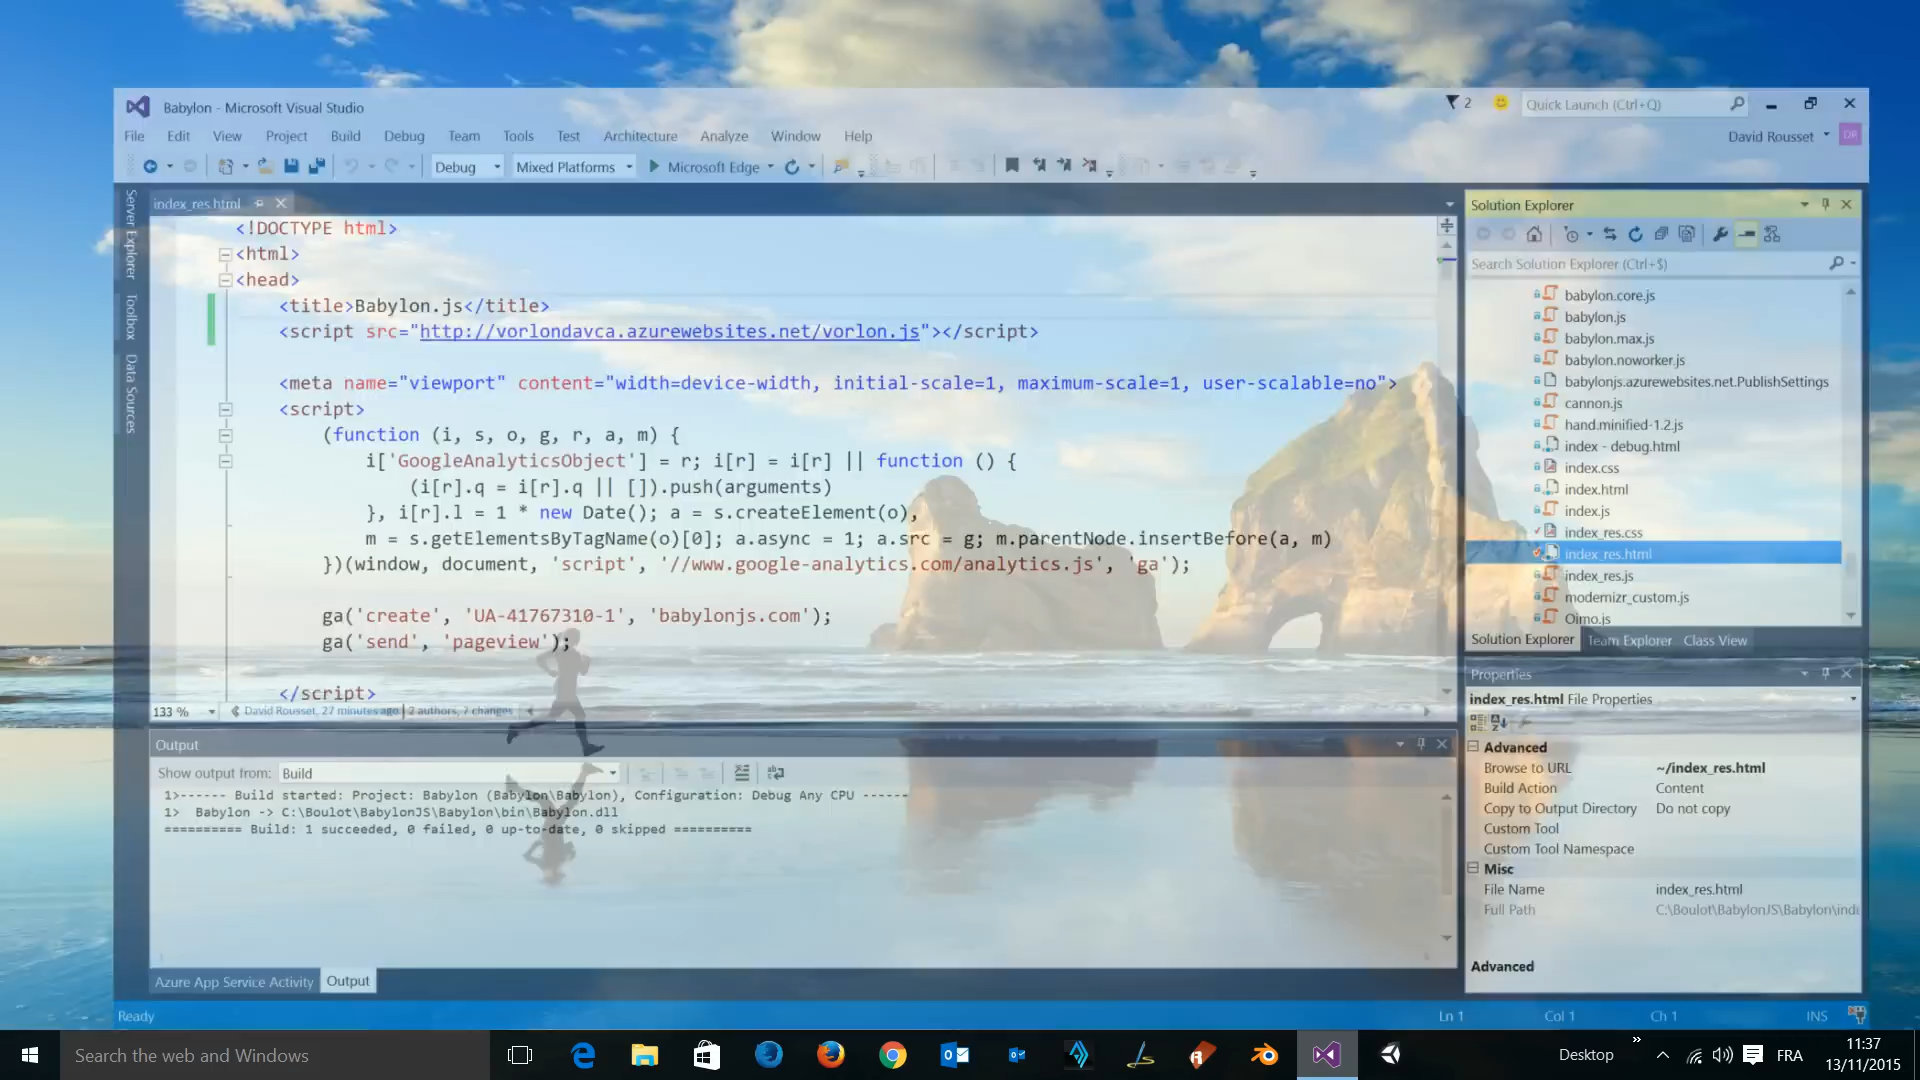 Babylon - Microsoft Visual Studio
2
Quick Launch (Ctrl+Q)
File Edit View Project Build Debug Team Tools Test Architecture Analyze Window Help
David Rousset
DR
Debug Mixed Platforms Microsoft Edge
Server Explorer
Toolbox
Data Sources
index_res.html
<!DOCTYPE html>
<html>
<head>
<title>Babylon.js</title>
<script src="http://vorlondavca.azurewebsites.net/vorlon.js"></script>
<meta name="viewport" content="width=device-width, initial-scale=1, maximum-scale=1, user-scalable=no">
<script>
(function (i, s, o, g, r, a, m) {
i['GoogleAnalyticsObject'] = r; i[r] = i[r] || function () {
(i[r].q = i[r].q || []).push(arguments)
}, i[r].l = 1 * new Date(); a = s.createElement(o),
m = s.getElementsByTagName(o)[0]; a.async = 1; a.src = g; m.parentNode.insertBefore(a, m)
})(window, document, 'script', '//www.google-analytics.com/analytics.js', 'ga');
ga('create', 'UA-41767310-1', 'babylonjs.com');
ga('send', 'pageview');
</script>
133 %
David Rousset, 27 minutes ago | 2 authors, 7 changes
Output
Show output from: Build
1>------ Build started: Project: Babylon (Babylon\Babylon), Configuration: Debug Any CPU ------
1> Babylon -> C:\Boulot\BabylonJS\Babylon\bin\Babylon.dll
========== Build: 1 succeeded, 0 failed, 0 up-to-date, 0 skipped ==========
Azure App Service Activity Output
Solution Explorer
Search Solution Explorer (Ctrl+$)
babylon.core.js
babylon.js
babylon.max.js
babylon.noworker.js
babylonjs.azurewebsites.net.PublishSettings
cannon.js
hand.minified-1.2.js
index - debug.html
index.css
index.html
index.js
index_res.css
index_res.html
index_res.js
modernizr_custom.js
Oimo.js
Solution Explorer Team Explorer Class View
Properties
index_res.html File Properties
Advanced
Browse to URL ~/index_res.html
Build Action Content
Copy to Output Directory Do not copy
Custom Tool
Custom Tool Namespace
Misc
File Name index_res.html
Full Path C:\Boulot\BabylonJS\Babylon\ind
Advanced
Ready Ln 1 Col 1 Ch 1 INS
Search the web and Windows
Desktop
FRA
11:37
13/11/2015